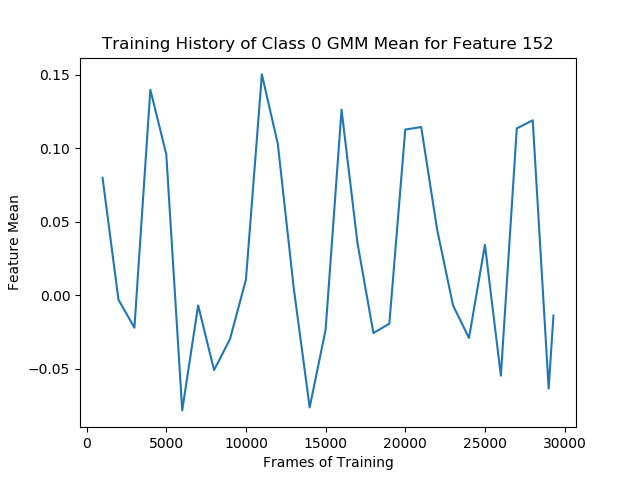 Training History of Class 0 GMM Mean for Feature 152
0.15
0.10
0.05
0.00
−0.05
Feature Mean
0 5000 10000 15000 20000 25000 30000
Frames of Training